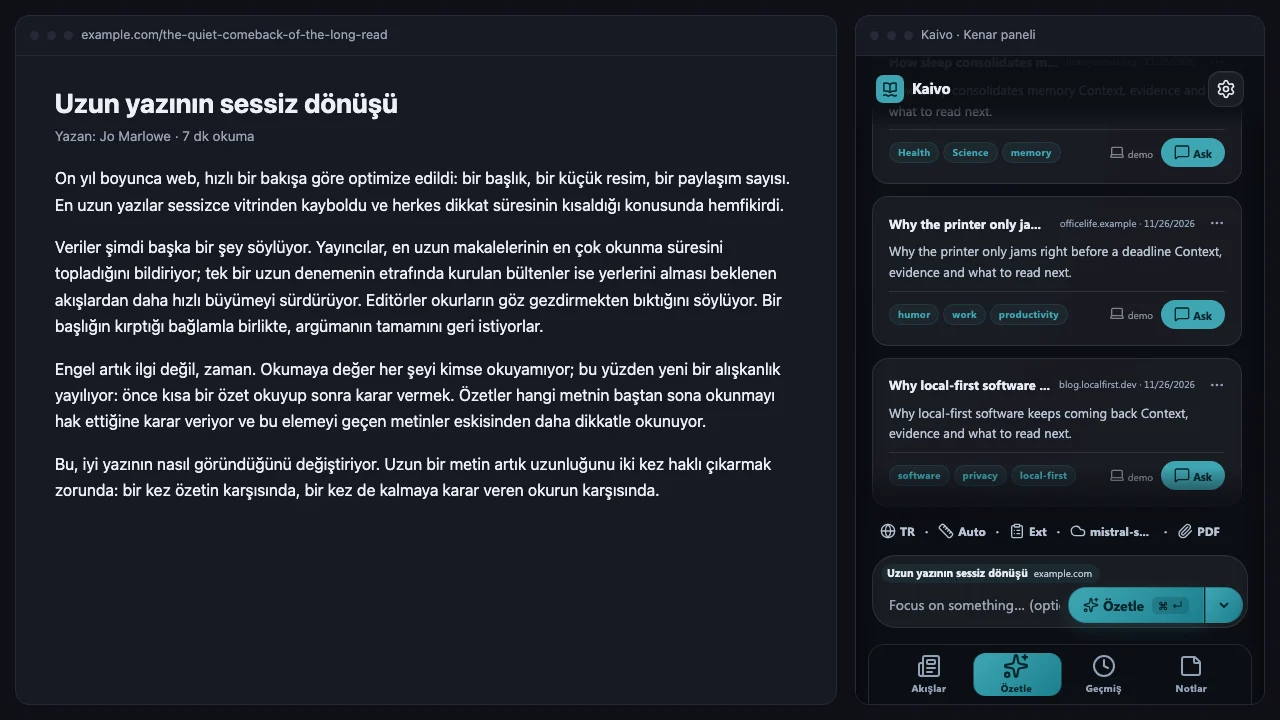 example.com/the-quiet-comeback-of-the-long-read
Uzun yazının sessiz dönüşü
Yazan: Jo Marlowe · 7 dk okuma
On yıl boyunca web, hızlı bir bakışa göre optimize edildi: bir başlık, bir küçük resim, bir paylaşım sayısı.
En uzun yazılar sessizce vitrinden kayboldu ve herkes dikkat süresinin kısaldığı konusunda hemfikirdi.
Veriler şimdi başka bir şey söylüyor. Yayıncılar, en uzun makalelerinin en çok okunma süresini
topladığını bildiriyor; tek bir uzun denemenin etrafında kurulan bültenler ise yerlerini alması beklenen
akışlardan daha hızlı büyümeyi sürdürüyor. Editörler okurların göz gezdirmekten bıktığını söylüyor. Bir
başlığın kırptığı bağlamla birlikte, argümanın tamamını geri istiyorlar.
Engel artık ilgi değil, zaman. Okumaya değer her şeyi kimse okuyamıyor; bu yüzden yeni bir alışkanlık
yayılıyor: önce kısa bir özet okuyup sonra karar vermek. Özetler hangi metnin baştan sona okunmayı
hak ettiğine karar veriyor ve bu elemeyi geçen metinler eskisinden daha dikkatle okunuyor.
Bu, iyi yazının nasıl göründüğünü değiştiriyor. Uzun bir metin artık uzunluğunu iki kez haklı çıkarmak
zorunda: bir kez özetin karşısında, bir kez de kalmaya karar veren okurun karşısında.
Kaivo · Kenar paneli
How sleep consolidates m...
Kaivo
consolidates memory Context, evidence and
what to read next.
Health Science memory demo Ask
Why the printer only ja... officelife.example · 11/26/2026 ···
Why the printer only jams right before a deadline Context,
evidence and what to read next.
humor work productivity demo Ask
Why local-first software ... blog.localfirst.dev · 11/26/2026 ···
Why local-first software keeps coming back Context,
evidence and what to read next.
software privacy local-first demo Ask
TR · Auto · Ext · mistral-s... · PDF
Uzun yazının sessiz dönüşü example.com
Focus on something... (opti Özetle ⌘ ↵
Akışlar Özetle Geçmiş Notlar